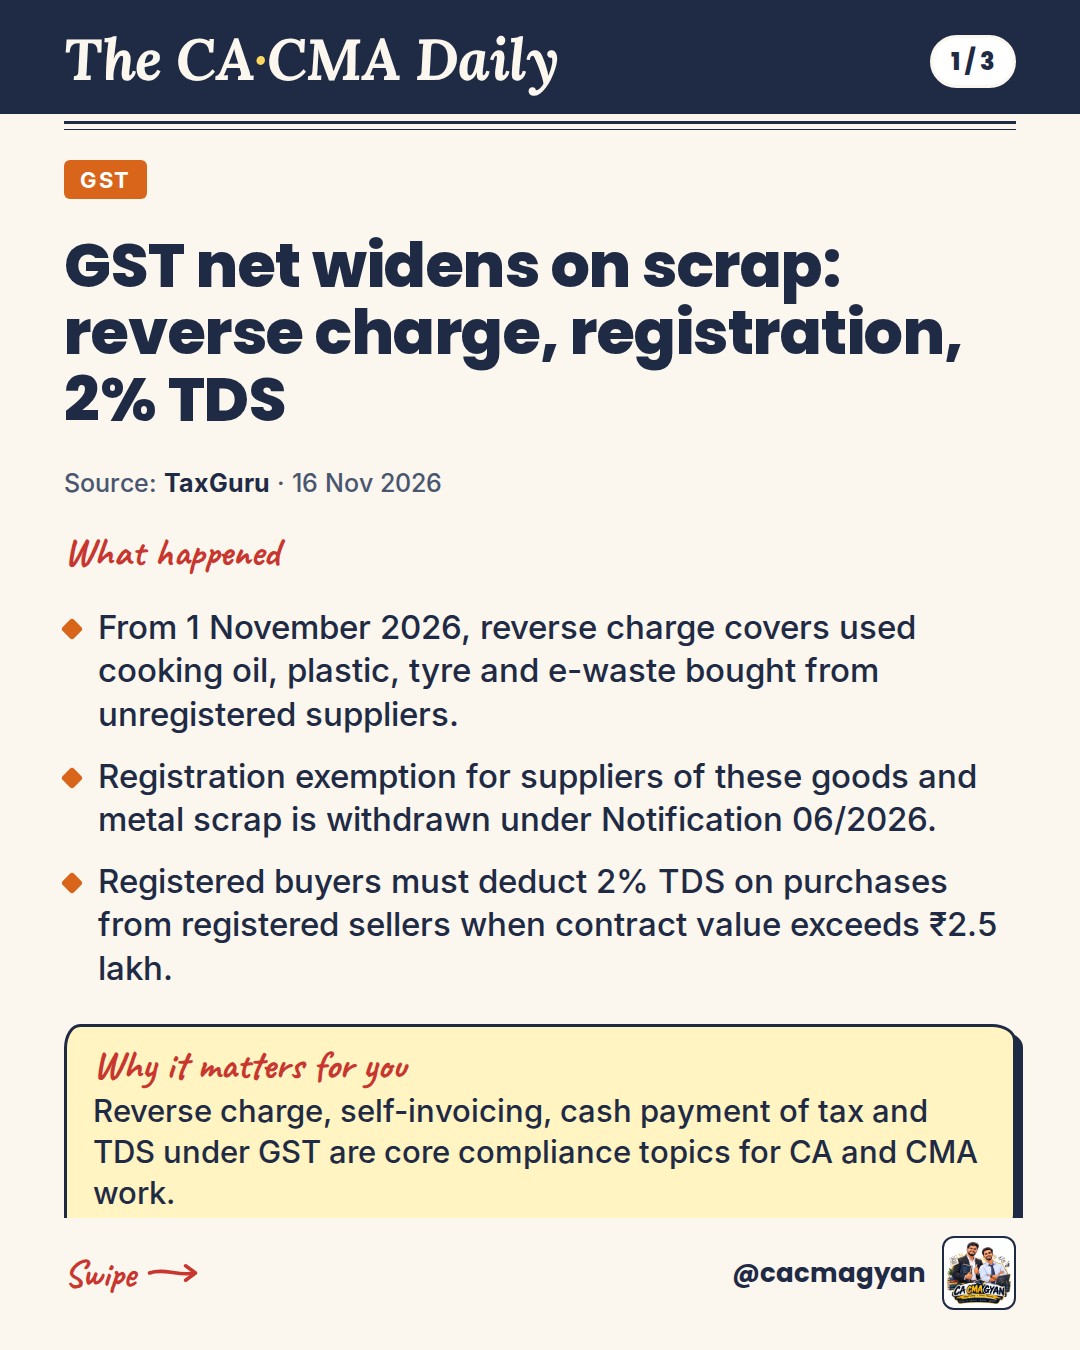 The CA·CMA Daily
1/3
GST
GST net widens on scrap:
reverse charge, registration,
2% TDS
Source: TaxGuru · 16 Nov 2026
What happened
From 1 November 2026, reverse charge covers used
cooking oil, plastic, tyre and e-waste bought from
unregistered suppliers.
Registration exemption for suppliers of these goods and
metal scrap is withdrawn under Notification 06/2026.
Registered buyers must deduct 2% TDS on purchases
from registered sellers when contract value exceeds ₹2.5
lakh.
Why it matters for you
Reverse charge, self-invoicing, cash payment of tax and
TDS under GST are core compliance topics for CA and CMA
work.
Swipe
@cacmagyan
CA CMA GYAN